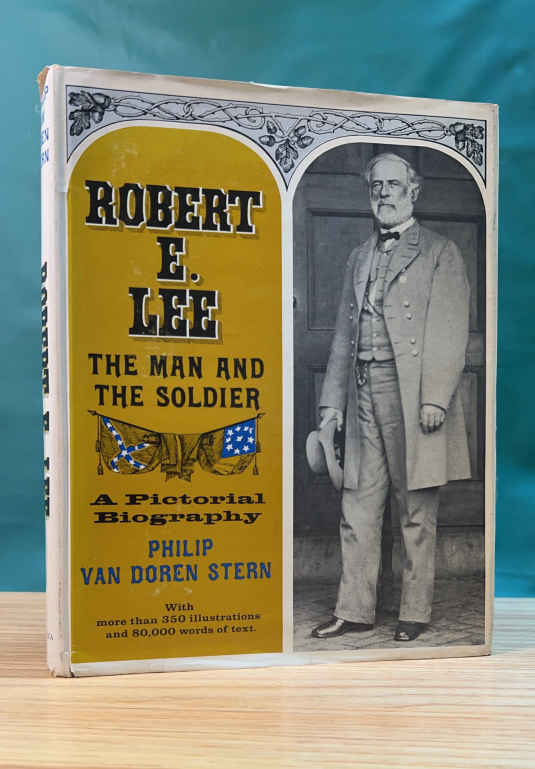 ROBERT
E.
LEE
THE MAN AND
THE SOLDIER
A Pictorial
Biography
PHILIP
VAN DOREN STERN
With
more than 350 illustrations
and 80,000 words of text.
ROBERT E. LEE